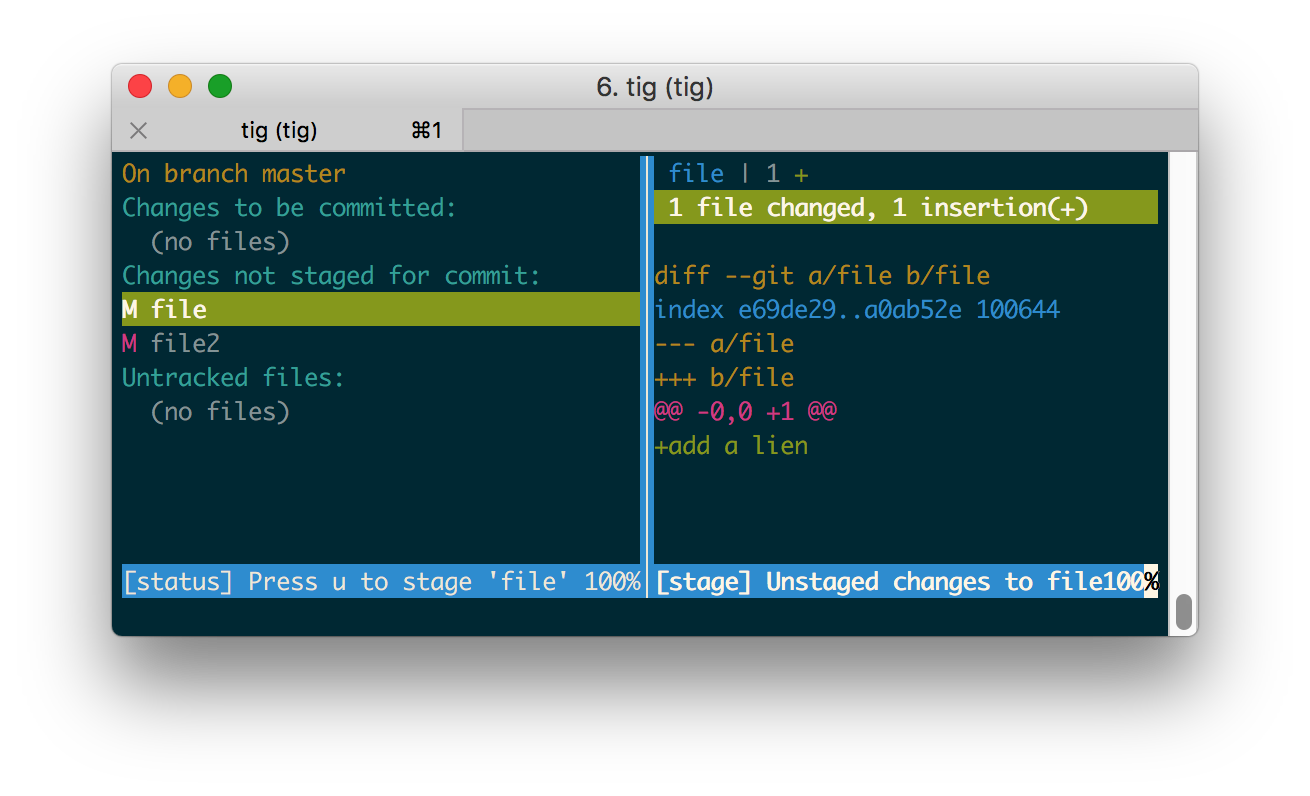 6. tig (tig)
tig (tig) ⌘1
On branch master
Changes to be committed:
(no files)
Changes not staged for commit:
M file
M file2
Untracked files:
(no files)
[status] Press u to stage 'file' 100%
file | 1 +
1 file changed, 1 insertion(+)
diff --git a/file b/file
index e69de29..a0ab52e 100644
--- a/file
+++ b/file
@@ -0,0 +1 @@
+add a lien
[stage] Unstaged changes to file100%